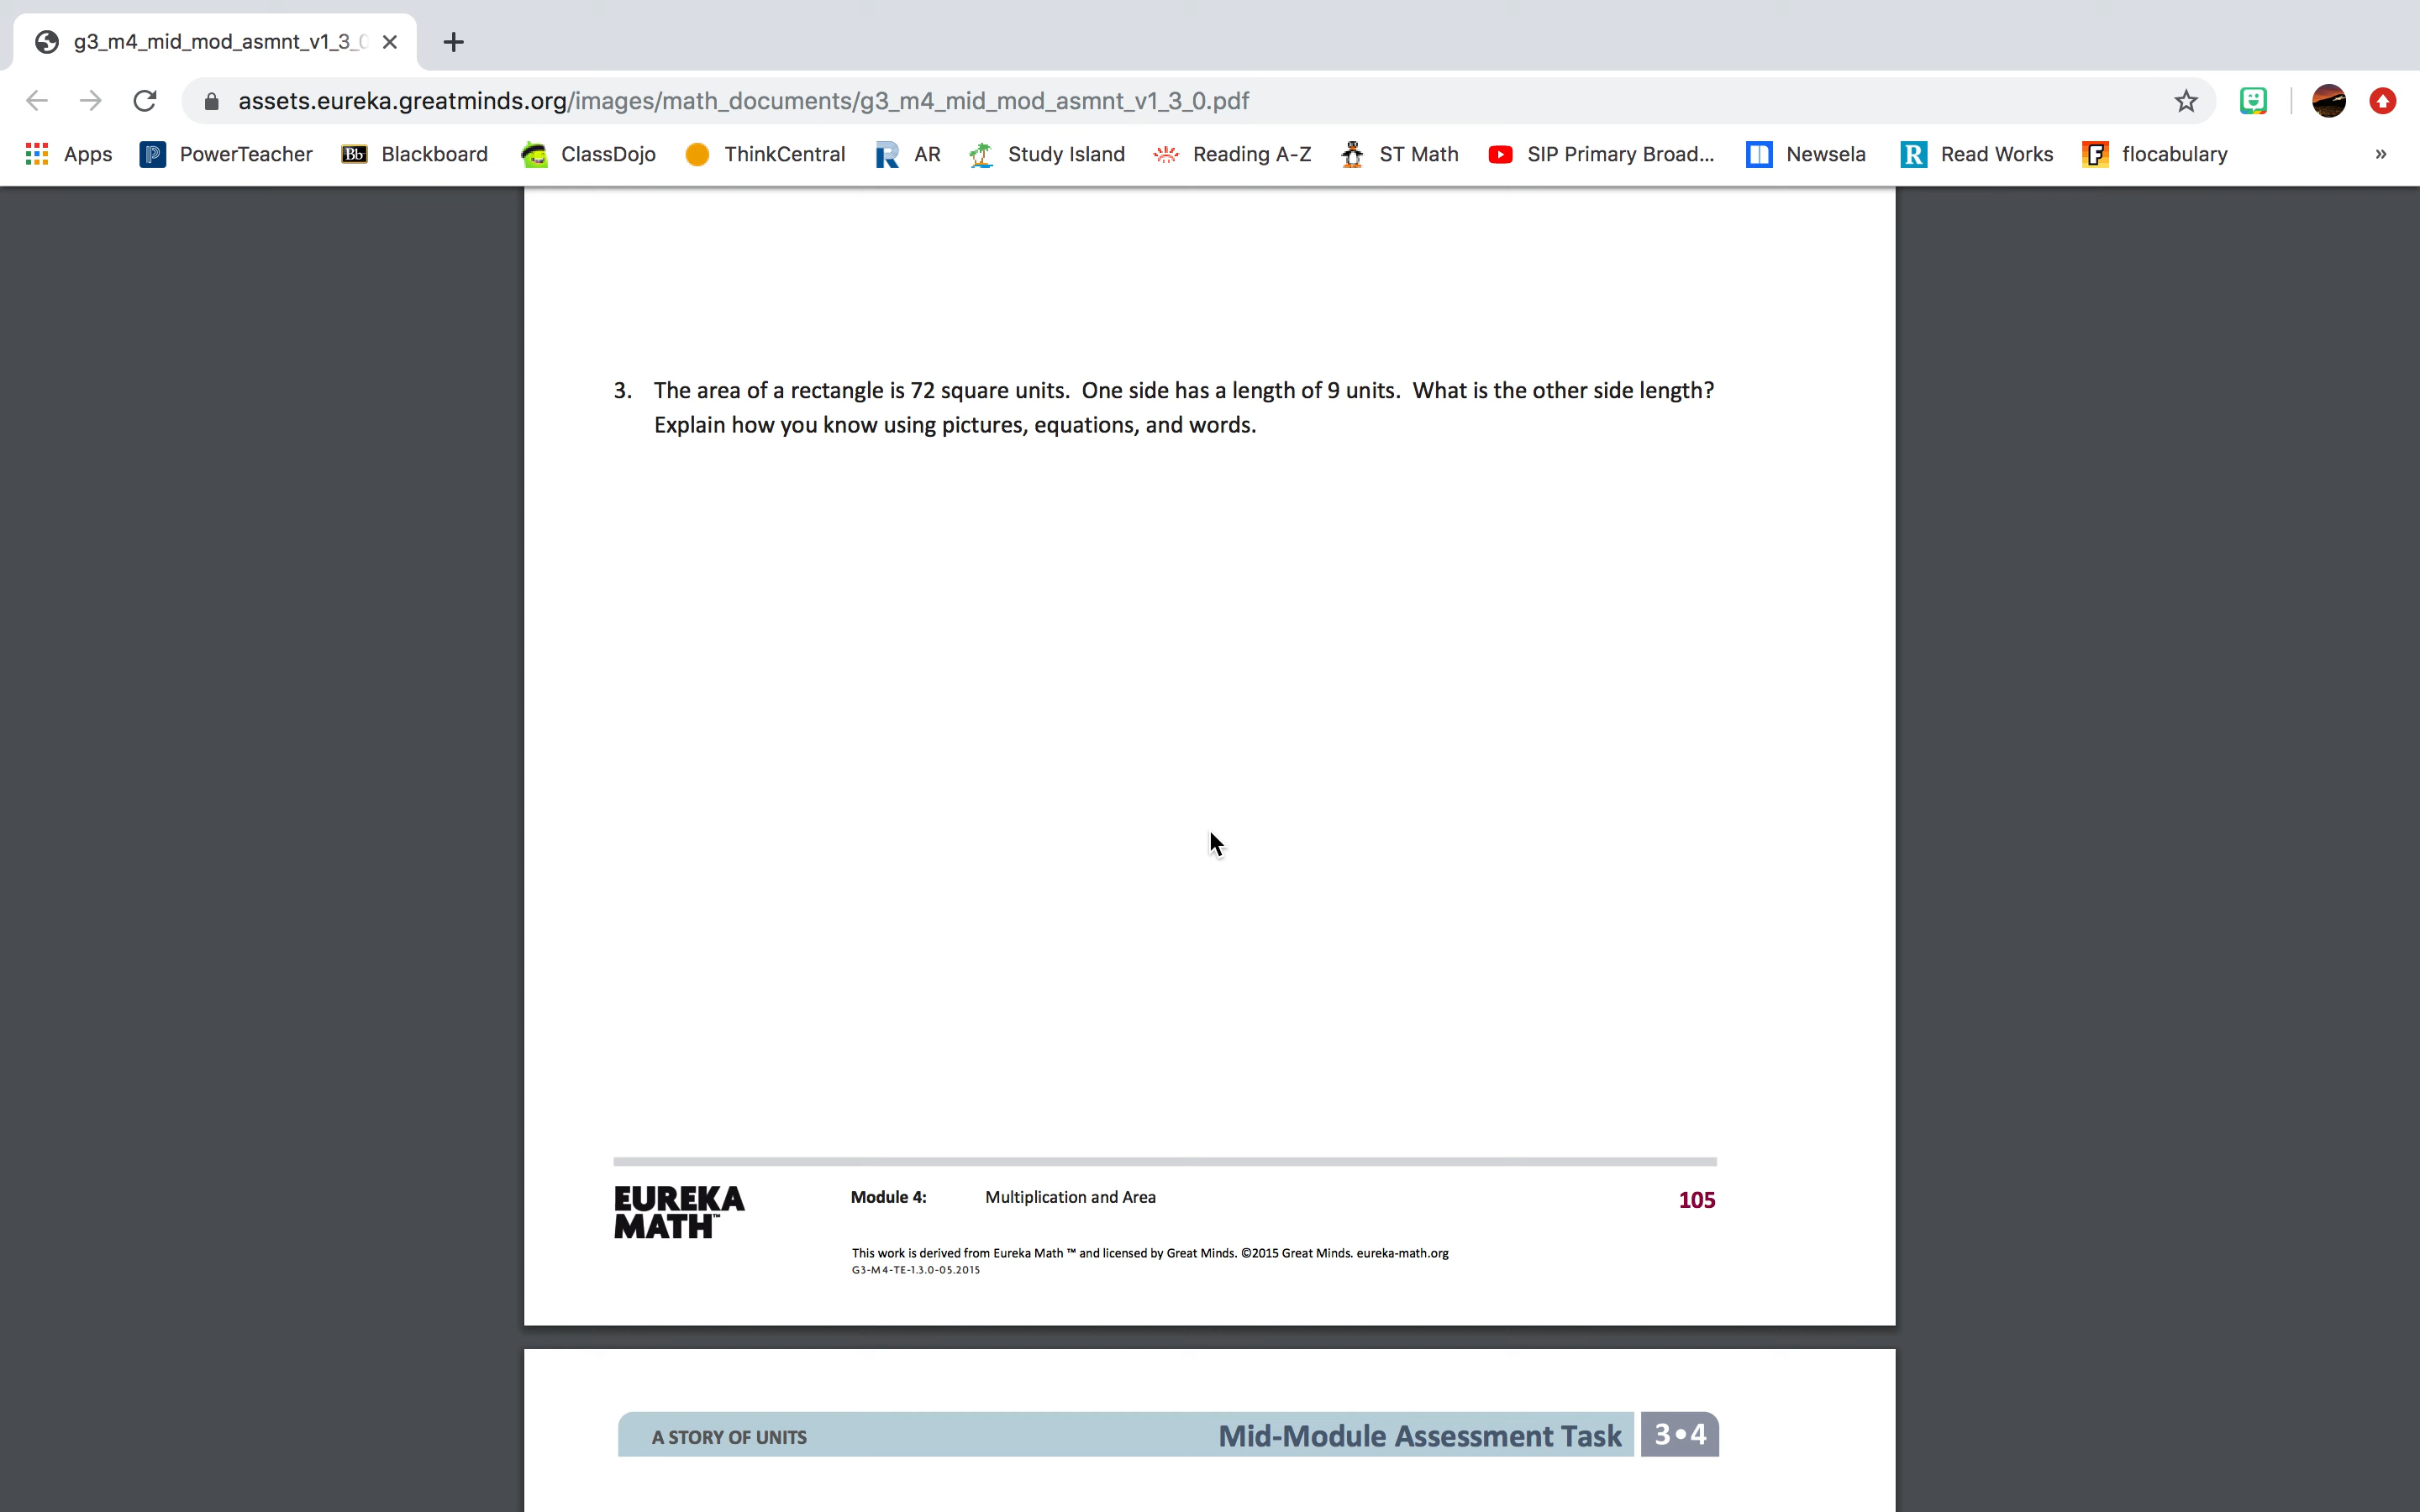 g3_m4_mid_mod_asmnt_v1_3_0
assets.eureka.greatminds.org/images/math_documents/g3_m4_mid_mod_asmnt_v1_3_0.pdf
Apps PowerTeacher Bb Blackboard ClassDojo ThinkCentral R AR Study Island Reading A-Z ST Math SIP Primary Broad... Newsela R Read Works F flocabulary »
3. The area of a rectangle is 72 square units. One side has a length of 9 units. What is the other side length?
Explain how you know using pictures, equations, and words.
EUREKA
MATH™
Module 4: Multiplication and Area
105
This work is derived from Eureka Math ™ and licensed by Great Minds. ©2015 Great Minds. eureka-math.org
G3-M4-TE-1.3.0-05.2015
A STORY OF UNITS Mid-Module Assessment Task 3•4